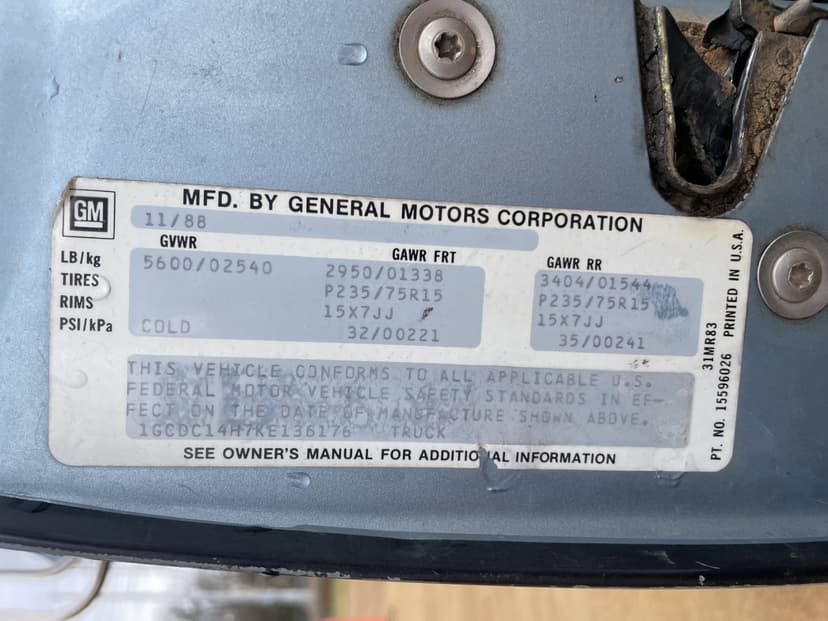 GM
MFD. BY GENERAL MOTORS CORPORATION
11/88
GVWR GAWR FRT GAWR RR
LB/kg 5600/02540 2950/01338 3404/01544
TIRES P235/75R15 P235/75R15
RIMS 15X7JJ 15X7JJ
PSI/kPa COLD 32/00221 35/00241
THIS VEHICLE CONFORMS TO ALL APPLICABLE U.S.
FEDERAL MOTOR VEHICLE SAFETY STANDARDS IN EF-
FECT ON THE DATE OF MANUFACTURE SHOWN ABOVE.
1GCDC14H7KE136176 TRUCK
SEE OWNER'S MANUAL FOR ADDITIONAL INFORMATION
31MR83
PT. NO. 15596026 PRINTED IN U.S.A.